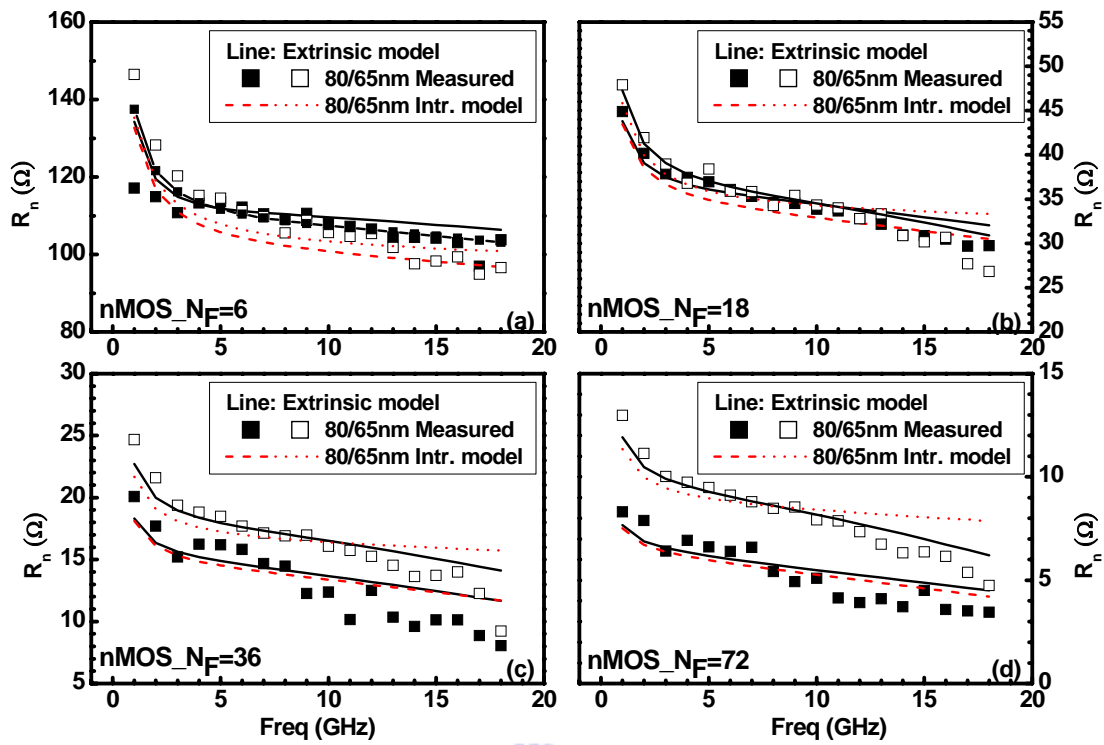 160
140
120
100
80
R_n (Ω)
Line: Extrinsic model
80/65nm Measured
80/65nm Intr. model
nMOS_N_F=6
(a)
0 5 10 15 20
55
50
45
40
35
30
25
20
R_n (Ω)
Line: Extrinsic model
80/65nm Measured
80/65nm Intr. model
nMOS_N_F=18
(b)
0 5 10 15 20
30
25
20
15
10
5
R_n (Ω)
Line: Extrinsic model
80/65nm Measured
80/65nm Intr. model
nMOS_N_F=36
(c)
0 5 10 15 20
Freq (GHz)
15
10
5
0
R_n (Ω)
Line: Extrinsic model
80/65nm Measured
80/65nm Intr. model
nMOS_N_F=72
(d)
0 5 10 15 20
Freq (GHz)